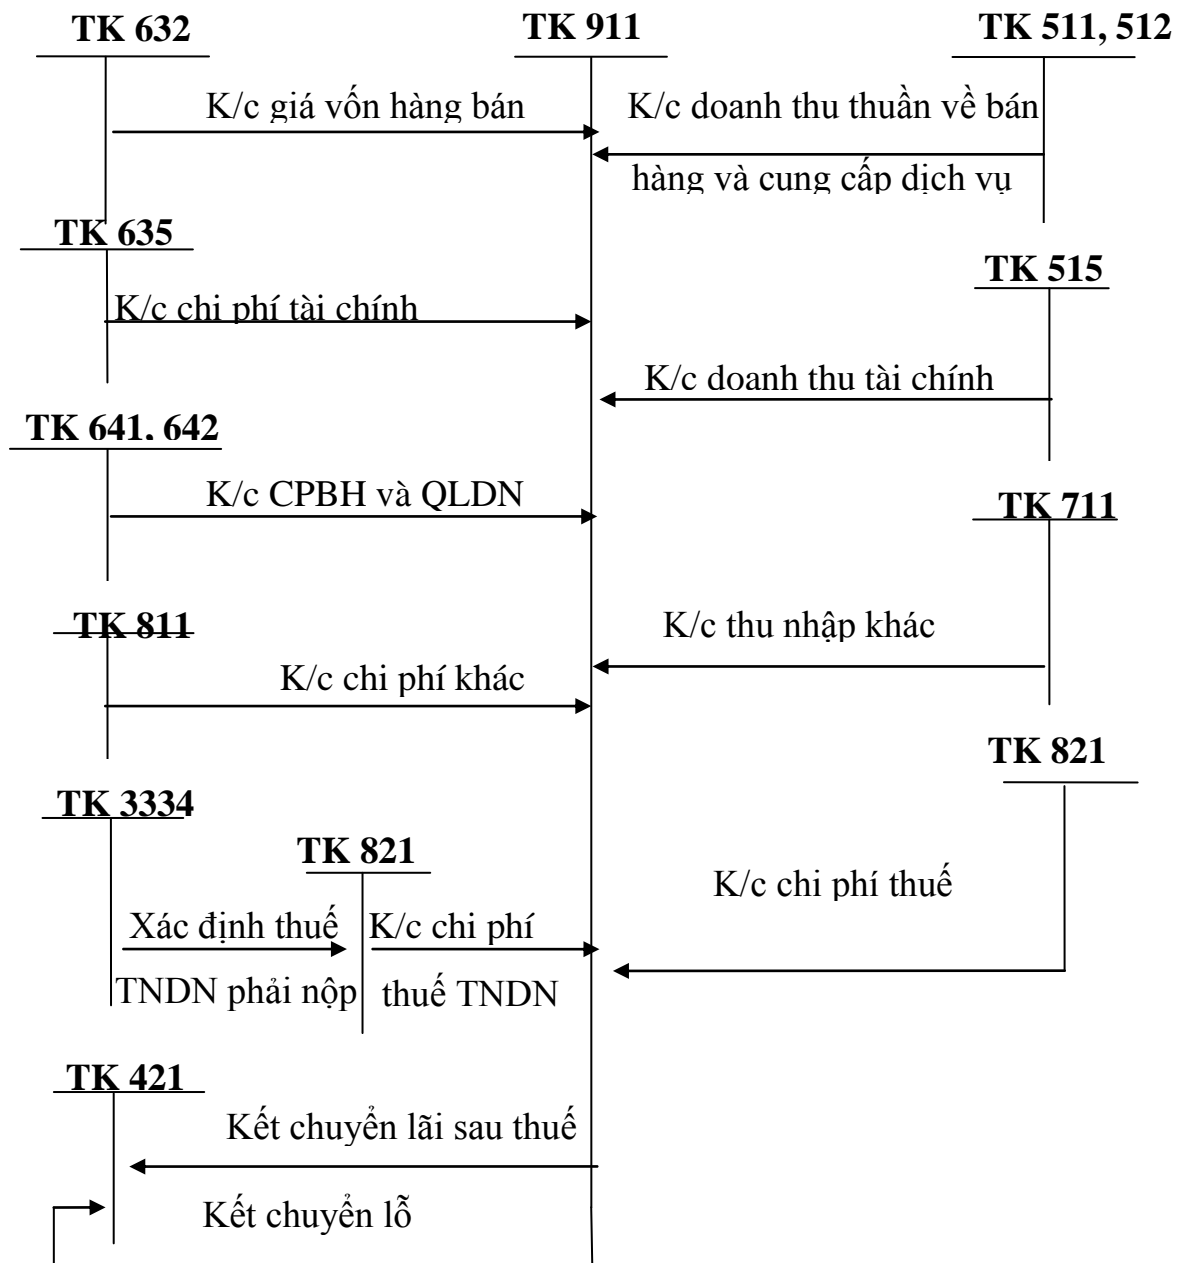 TK 632 TK 911 TK 511, 512
K/c giá vốn hàng bán K/c doanh thu thuần về bán
hàng và cung cấp dịch vụ
TK 635
TK 515
K/c chi phí tài chính
K/c doanh thu tài chính
TK 641, 642
K/c CPBH và QLDN
TK 711
TK 811
K/c thu nhập khác
K/c chi phí khác
TK 821
TK 3334
TK 821
K/c chi phí thuế
Xác định thuế K/c chi phí
TNDN phải nộp thuế TNDN
TK 421
Kết chuyển lãi sau thuế
Kết chuyển lỗ